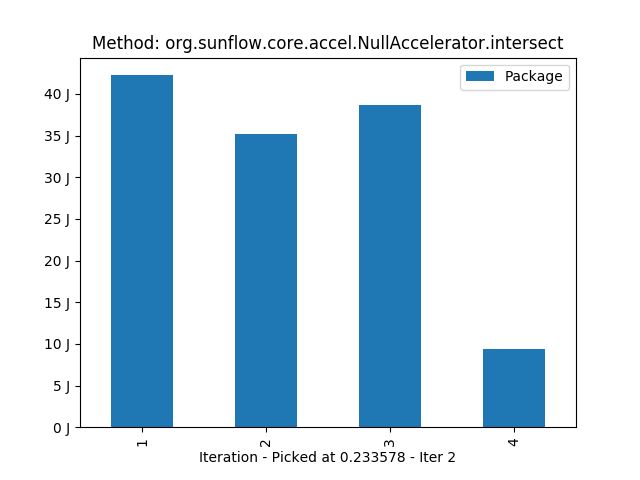 Method: org.sunflow.core.accel.NullAccelerator.intersect
Package
40 J
35 J
30 J
25 J
20 J
15 J
10 J
5 J
0 J
1
2
3
4
Iteration - Picked at 0.233578 - Iter 2